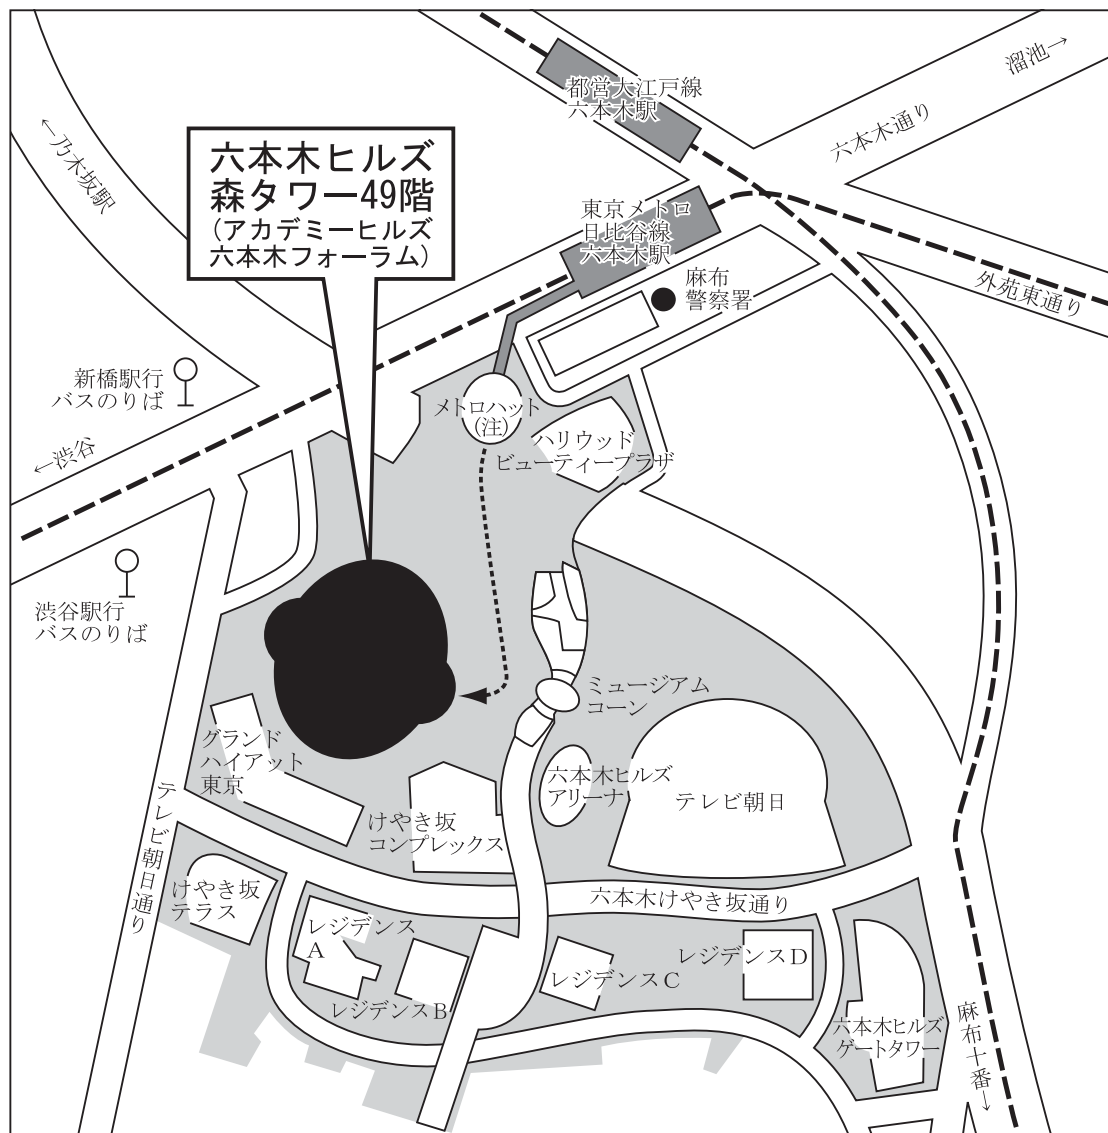 溜池→
都営大江戸線
六本木駅
六本木通り
←乃木坂駅
六本木ヒルズ
森タワー49階
(アカデミーヒルズ
六本木フォーラム)
東京メトロ
日比谷線
六本木駅
麻布
警察署
外苑東通り
新橋駅行
バスのりば
メトロハット
(注)
ハリウッド
ビューティープラザ
←渋谷
渋谷駅行
バスのりば
ミュージアム
コーン
グランド
ハイアット
東京
六本木ヒルズ
アリーナ
テレビ朝日
けやき坂
コンプレックス
テレビ朝日通り
けやき坂
テラス
六本木けやき坂通り
レジデンス
A
レジデンスB
レジデンスC
レジデンスD
六本木ヒルズ
ゲートタワー
麻布十番→